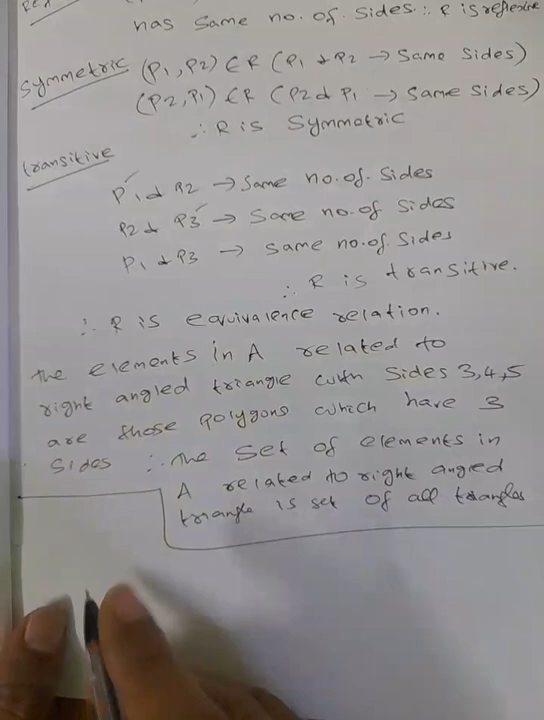 has same no. of. sides ∴ R is reflexive
Symmetric (P1, P2) ∈ R (P1 & P2 → Same Sides)
(P2, P1) ∈ R (P2 & P1 → Same Sides)
∴ R is Symmetric
transitive
P1 & P2 → Same no. of. Sides
P2 & P3 → Same no. of Sides
P1 & P3 → same no. of. Sides
∴ R is transitive.
∴ R is equivalence relation.
the elements in A related to
right angled triangle with Sides 3,4,5
are those polygons which have 3
Sides ∴ The set of elements in
A related to right angled
triangle is set of all triangles